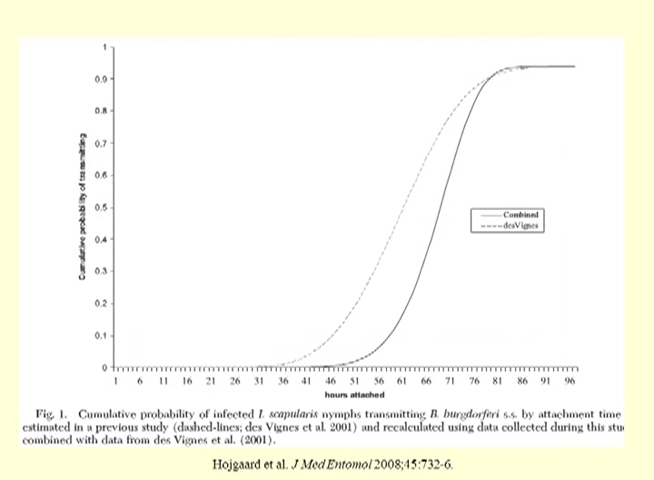 1
0.9
0.8
0.7
0.6
0.5
0.4
0.3
0.2
0.1
0
Cumulative probability of transmitting
Combined
desVignes
1 6 11 16 21 26 31 36 41 46 51 56 61 66 71 76 81 86 91 96
hours attached
Fig. 1. Cumulative probability of infected I. scapularis nymphs transmitting B. burgdorferi s.s. by attachment time
estimated in a previous study (dashed-lines; des Vignes et al. 2001) and recalculated using data collected during this stu
combined with data from des Vignes et al. (2001).
Hojgaard et al. J Med Entomol 2008;45:732-6.